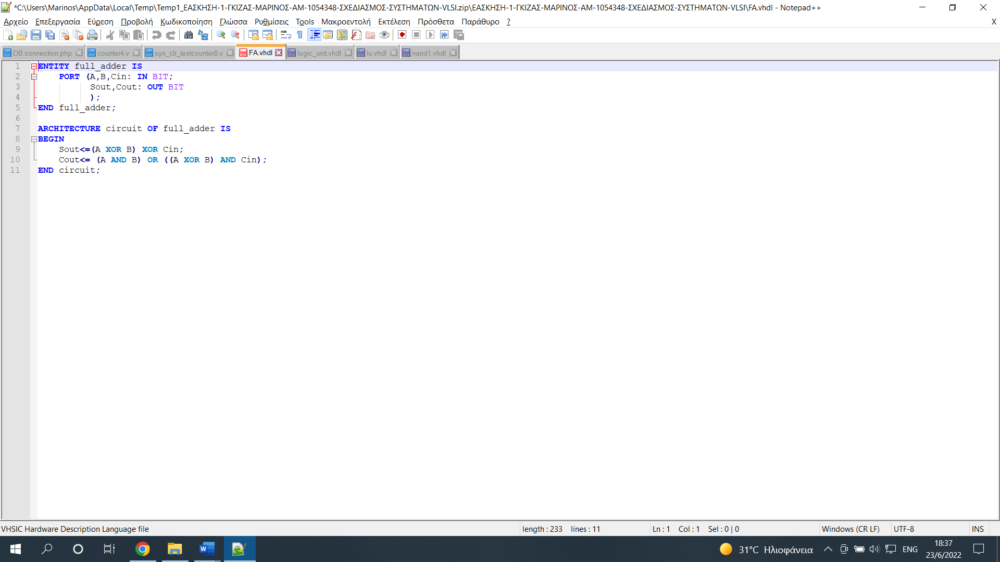 *C:\Users\Marinos\AppData\Local\Temp\Temp1_ΕΑΣΚΗΣΗ-1-ΓΚΙΖΑΣ-ΜΑΡΙΝΟΣ-ΑΜ-1054348-ΣΧΕΔΙΑΣΜΟΣ-ΣΥΣΤΗΜΑΤΩΝ-VLSI.zip\ΕΑΣΚΗΣΗ-1-ΓΚΙΖΑΣ-ΜΑΡΙΝΟΣ-ΑΜ-1054348-ΣΧΕΔΙΑΣΜΟΣ-ΣΥΣΤΗΜΑΤΩΝ-VLSI\FA.vhdl - Notepad++
Αρχείο Επεξεργασία Εύρεση Προβολή Κωδικοποίηση Γλώσσα Ρυθμίσεις Tools Μακροεντολή Εκτέλεση Πρόσθετα Παράθυρο ? X
DB connection.php counter4.v syn_clr_testcounter8.v FA.vhdl logic_unit.vhdl lu.vhdl nand1.vhdl
1 ENTITY full_adder IS
2 PORT (A,B,Cin: IN BIT;
3 Sout,Cout: OUT BIT
4 );
5 END full_adder;
6
7 ARCHITECTURE circuit OF full_adder IS
8 BEGIN
9 Sout<=(A XOR B) XOR Cin;
10 Cout<= (A AND B) OR ((A XOR B) AND Cin);
11 END circuit;
VHSIC Hardware Description Language file length : 233 lines : 11 Ln : 1 Col : 1 Sel : 0 | 0 Windows (CR LF) UTF-8 INS
31°C Ηλιοφάνεια ENG 18:37
23/6/2022